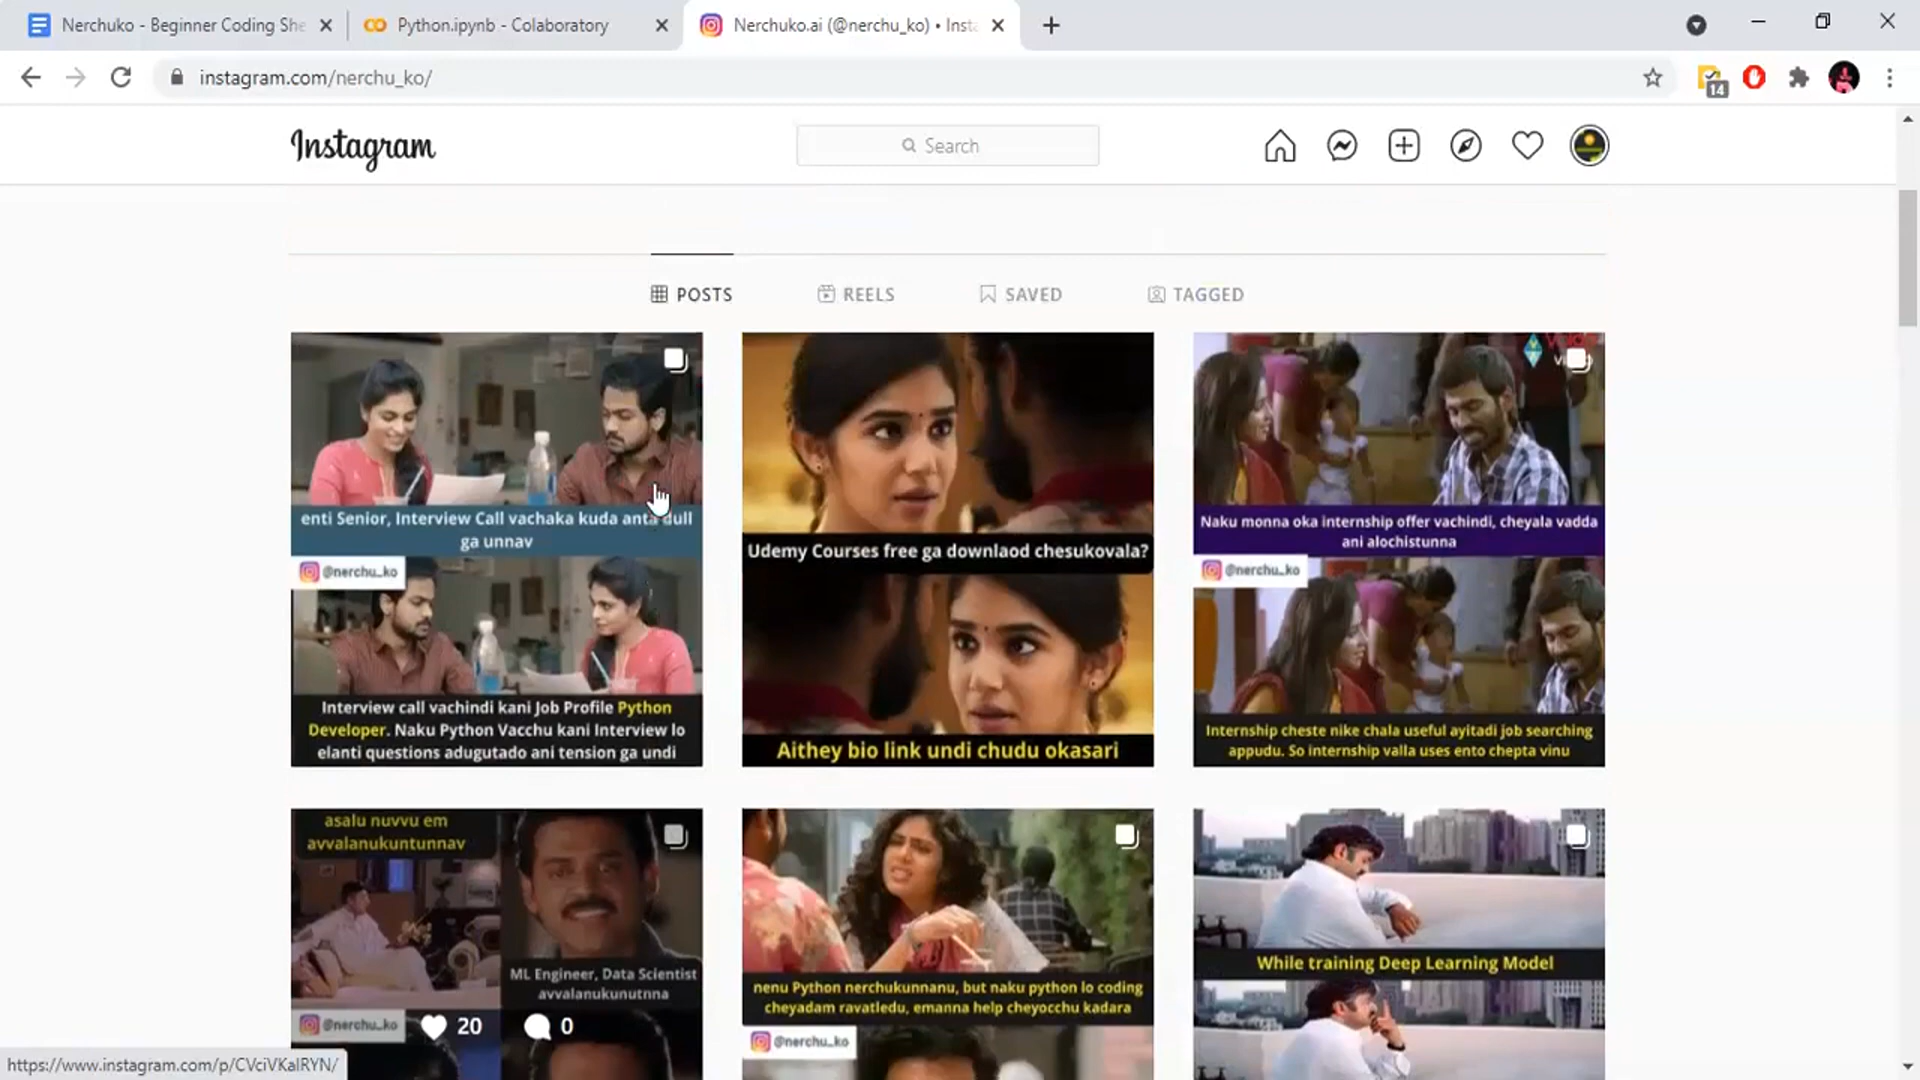 Nerchuko - Beginner Coding She
Python.ipynb - Colaboratory
Nerchuko.ai (@nerchu_ko) • Inst
instagram.com/nerchu_ko/
14
Instagram
Search
POSTS
REELS
SAVED
TAGGED
enti Senior, Interview Call vachaka kuda anta dull
ga unnav
@nerchu_ko
Interview call vachindi kani Job Profile Python
Developer. Naku Python Vacchu kani Interview lo
elanti questions adugutado ani tension ga undi
Udemy Courses free ga downlaod chesukovala?
Aithey bio link undi chudu okasari
Naku monna oka internship offer vachindi, cheyala vadda
ani alochistunna
@nerchu_ko
Internship cheste nike chala useful ayitadi job searching
appudu. So internship valla uses ento chepta vinu
asalu nuvvu em
avvalanukuntunnav
ML Engineer, Data Scientist
avvalanukunutnna
@nerchu_ko
20
0
nenu Python nerchukunnanu, but naku python lo coding
cheyadam ravatledu, emanna help cheyocchu kadara
@nerchu_ko
While training Deep Learning Model
https://www.instagram.com/p/CVciVKalRYN/